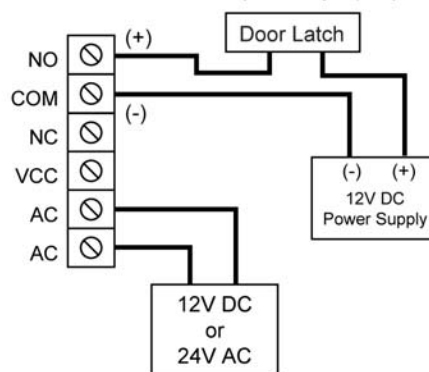 Door Latch
NO (+)
COM (-)
NC
VCC
AC
AC
(-) (+)
12V DC
Power Supply
12V DC
or
24V AC